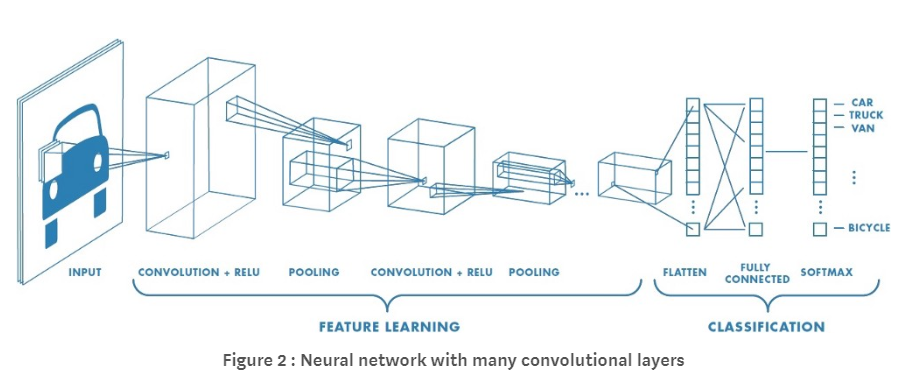 CAR
TRUCK
VAN
BICYCLE
INPUT
CONVOLUTION + RELU
POOLING
CONVOLUTION + RELU
POOLING
FLATTEN
FULLY
CONNECTED
SOFTMAX
FEATURE LEARNING
CLASSIFICATION
Figure 2 : Neural network with many convolutional layers